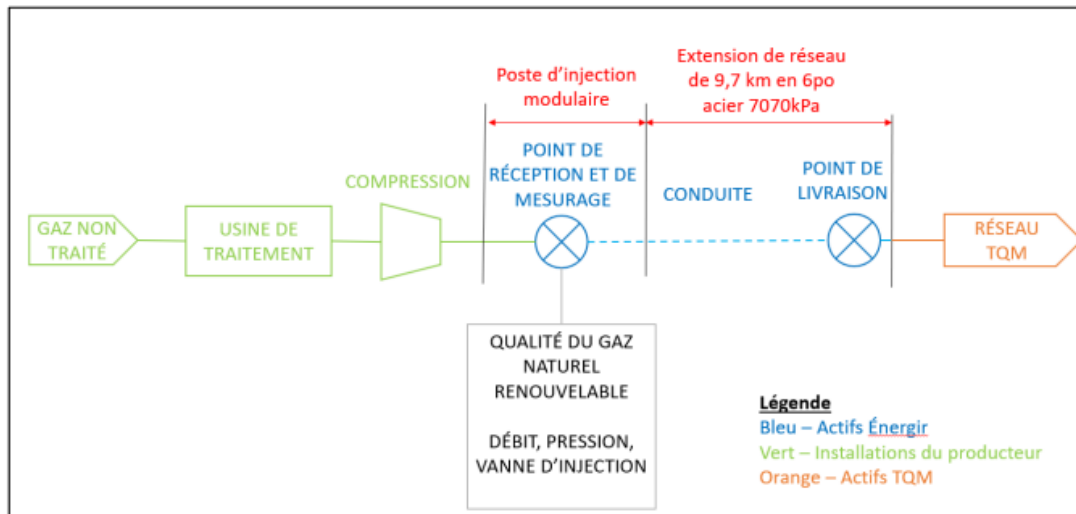 Poste d'injection
modulaire
Extension de réseau
de 9,7 km en 6po
acier 7070kPa
GAZ NON
TRAITÉ
USINE DE
TRAITEMENT
COMPRESSION
POINT DE
RÉCEPTION ET DE
MESURAGE
CONDUITE
POINT DE
LIVRAISON
RÉSEAU
TQM
QUALITÉ DU GAZ
NATUREL
RENOUVELABLE
DÉBIT, PRESSION,
VANNE D'INJECTION
Légende
Bleu – Actifs Énergir
Vert – Installations du producteur
Orange – Actifs TQM